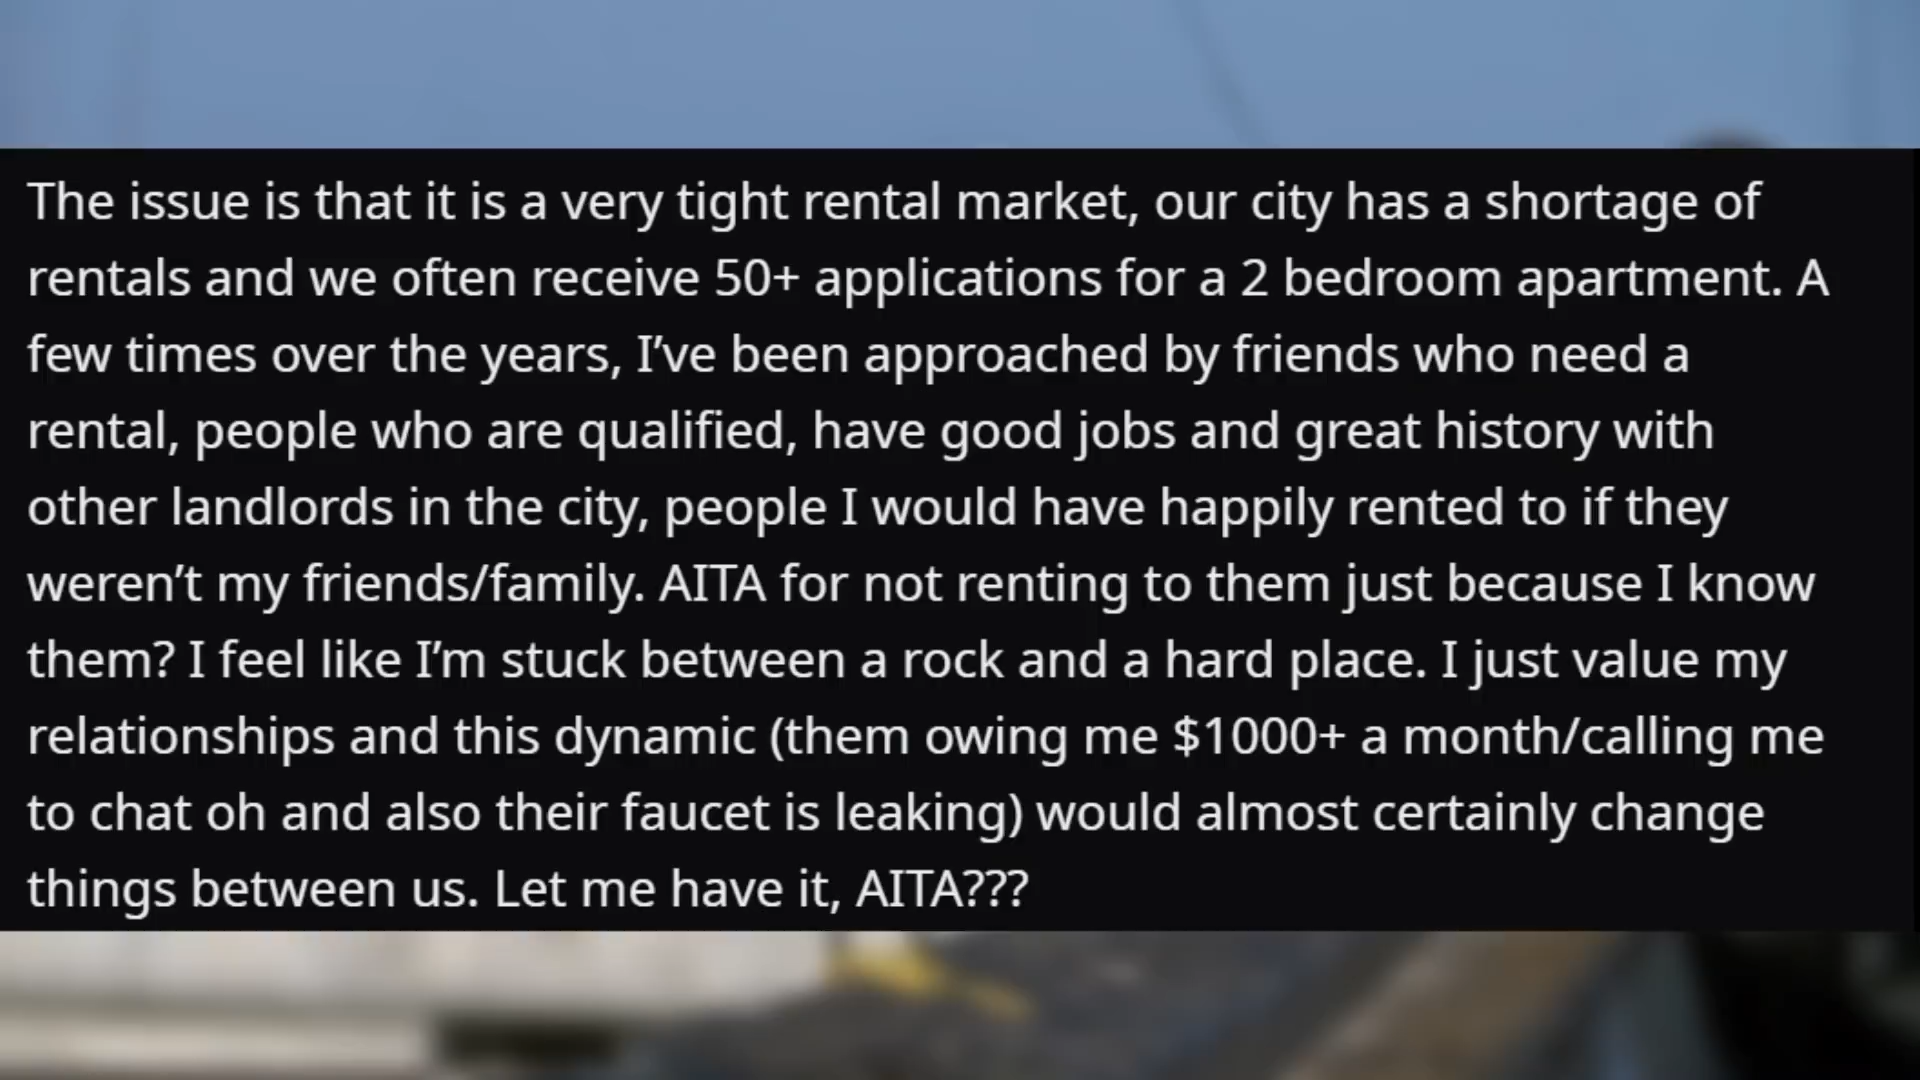 The issue is that it is a very tight rental market, our city has a shortage of
rentals and we often receive 50+ applications for a 2 bedroom apartment. A
few times over the years, I’ve been approached by friends who need a
rental, people who are qualified, have good jobs and great history with
other landlords in the city, people I would have happily rented to if they
weren’t my friends/family. AITA for not renting to them just because I know
them? I feel like I’m stuck between a rock and a hard place. I just value my
relationships and this dynamic (them owing me $1000+ a month/calling me
to chat oh and also their faucet is leaking) would almost certainly change
things between us. Let me have it, AITA???